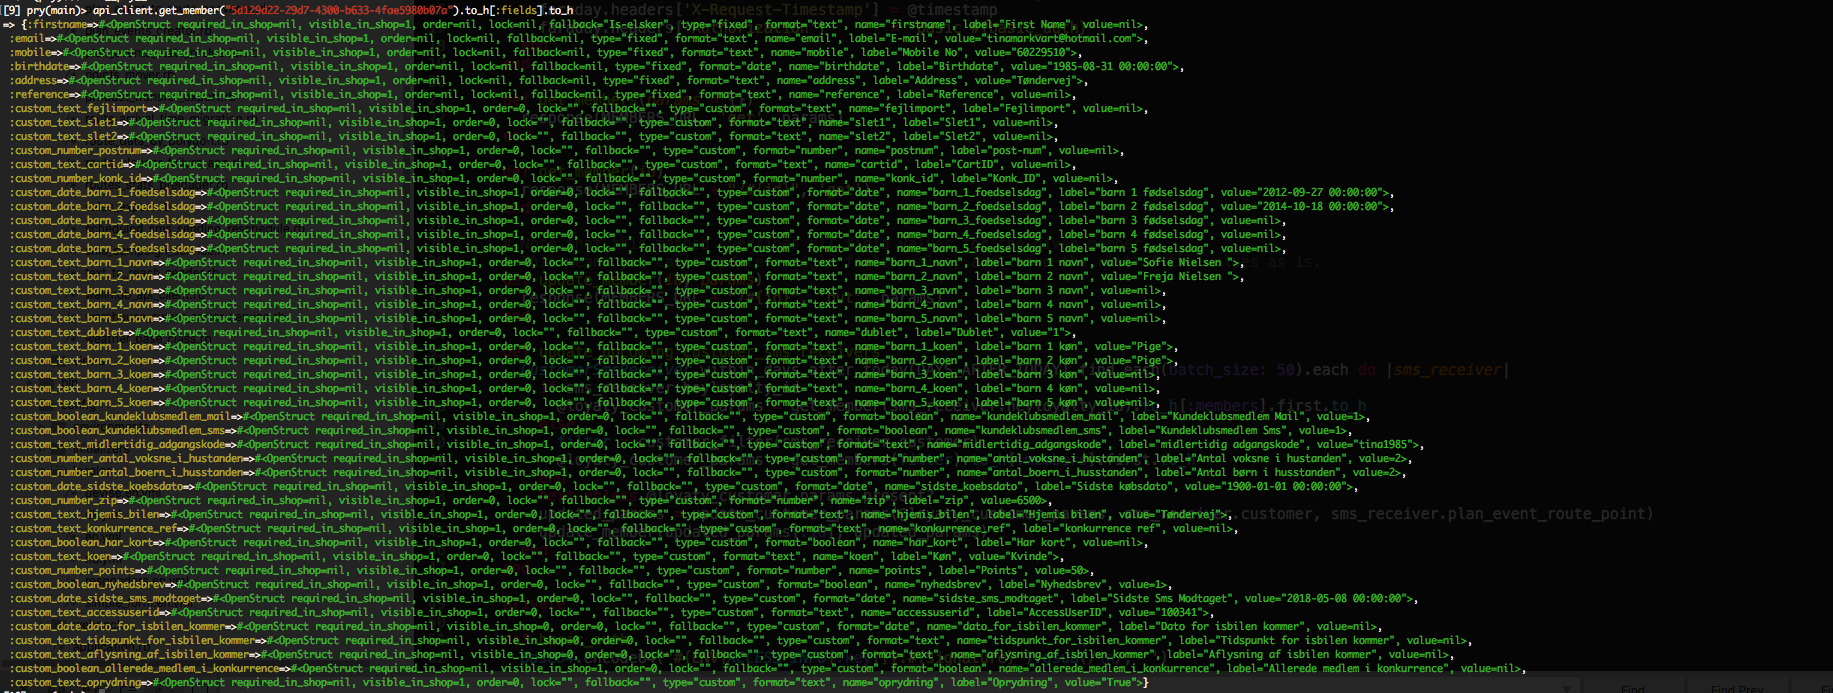 [9] pry(main)> api_client.get_member("5d129d22-29d7-4300-b633-4fae5980b07a").to_h[:fields].to_h
=> {:firstname=>#<OpenStruct required_in_shop=nil, visible_in_shop=1, order=nil, lock=nil, fallback="Is-elsker", type="fixed", format="text", name="firstname", label="First Name", value=nil>,
:email=>#<OpenStruct required_in_shop=nil, visible_in_shop=1, order=nil, lock=nil, fallback=nil, type="fixed", format="text", name="email", label="E-mail", value="tinamarkvart@hotmail.com">,
:mobile=>#<OpenStruct required_in_shop=nil, visible_in_shop=1, order=nil, lock=nil, fallback=nil, type="fixed", format="text", name="mobile", label="Mobile No", value="60229510">,
:birthdate=>#<OpenStruct required_in_shop=nil, visible_in_shop=1, order=nil, lock=nil, fallback=nil, type="fixed", format="date", name="birthdate", label="Birthdate", value="1985-08-31 00:00:00">,
:address=>#<OpenStruct required_in_shop=nil, visible_in_shop=1, order=nil, lock=nil, fallback=nil, type="fixed", format="text", name="address", label="Address", value="Tøndervej">,
:reference=>#<OpenStruct required_in_shop=nil, visible_in_shop=1, order=nil, lock=nil, fallback=nil, type="fixed", format="text", name="reference", label="Reference", value=nil>,
:custom_text_fejlimport=>#<OpenStruct required_in_shop=nil, visible_in_shop=1, order=0, lock="", fallback="", type="custom", format="text", name="fejlimport", label="Fejlimport", value=nil>,
:custom_text_slet1=>#<OpenStruct required_in_shop=nil, visible_in_shop=1, order=0, lock="", fallback="", type="custom", format="text", name="slet1", label="Slet1", value=nil>,
:custom_text_slet2=>#<OpenStruct required_in_shop=nil, visible_in_shop=1, order=0, lock="", fallback="", type="custom", format="text", name="slet2", label="Slet2", value=nil>,
:custom_number_postnum=>#<OpenStruct required_in_shop=nil, visible_in_shop=1, order=0, lock="", fallback="", type="custom", format="number", name="postnum", label="post-num", value=nil>,
:custom_text_cartid=>#<OpenStruct required_in_shop=nil, visible_in_shop=1, order=0, lock="", fallback="", type="custom", format="text", name="cartid", label="CartID", value=nil>,
:custom_number_konk_id=>#<OpenStruct required_in_shop=nil, visible_in_shop=1, order=0, lock="", fallback="", type="custom", format="number", name="konk_id", label="Konk_ID", value=nil>,
:custom_date_barn_1_foedselsdag=>#<OpenStruct required_in_shop=nil, visible_in_shop=1, order=0, lock="", fallback="", type="custom", format="date", name="barn_1_foedselsdag", label="barn 1 fødselsdag", value="2012-09-27 00:00:00">,
:custom_date_barn_2_foedselsdag=>#<OpenStruct required_in_shop=nil, visible_in_shop=1, order=0, lock="", fallback="", type="custom", format="date", name="barn_2_foedselsdag", label="barn 2 fødselsdag", value="2014-10-18 00:00:00">,
:custom_date_barn_3_foedselsdag=>#<OpenStruct required_in_shop=nil, visible_in_shop=1, order=0, lock="", fallback="", type="custom", format="date", name="barn_3_foedselsdag", label="barn 3 fødselsdag", value=nil>,
:custom_date_barn_4_foedselsdag=>#<OpenStruct required_in_shop=nil, visible_in_shop=1, order=0, lock="", fallback="", type="custom", format="date", name="barn_4_foedselsdag", label="barn 4 fødselsdag", value=nil>,
:custom_date_barn_5_foedselsdag=>#<OpenStruct required_in_shop=nil, visible_in_shop=1, order=0, lock="", fallback="", type="custom", format="date", name="barn_5_foedselsdag", label="barn 5 fødselsdag", value=nil>,
:custom_text_barn_1_navn=>#<OpenStruct required_in_shop=nil, visible_in_shop=1, order=0, lock="", fallback="", type="custom", format="text", name="barn_1_navn", label="barn 1 navn", value="Sofie Nielsen ">,
:custom_text_barn_2_navn=>#<OpenStruct required_in_shop=nil, visible_in_shop=1, order=0, lock="", fallback="", type="custom", format="text", name="barn_2_navn", label="barn 2 navn", value="Freja Nielsen ">,
:custom_text_barn_3_navn=>#<OpenStruct required_in_shop=nil, visible_in_shop=1, order=0, lock="", fallback="", type="custom", format="text", name="barn_3_navn", label="barn 3 navn", value=nil>,
:custom_text_barn_4_navn=>#<OpenStruct required_in_shop=nil, visible_in_shop=1, order=0, lock="", fallback="", type="custom", format="text", name="barn_4_navn", label="barn 4 navn", value=nil>,
:custom_text_barn_5_navn=>#<OpenStruct required_in_shop=nil, visible_in_shop=1, order=0, lock="", fallback="", type="custom", format="text", name="barn_5_navn", label="barn 5 navn", value=nil>,
:custom_text_dublet=>#<OpenStruct required_in_shop=nil, visible_in_shop=1, order=0, lock="", fallback="", type="custom", format="text", name="dublet", label="Dublet", value="1">,
:custom_text_barn_1_koen=>#<OpenStruct required_in_shop=nil, visible_in_shop=1, order=0, lock="", fallback="", type="custom", format="text", name="barn_1_koen", label="barn 1 køn", value="Pige">,
:custom_text_barn_2_koen=>#<OpenStruct required_in_shop=nil, visible_in_shop=1, order=0, lock="", fallback="", type="custom", format="text", name="barn_2_koen", label="barn 2 køn", value="Pige">,
:custom_text_barn_3_koen=>#<OpenStruct required_in_shop=nil, visible_in_shop=1, order=0, lock="", fallback="", type="custom", format="text", name="barn_3_koen", label="barn 3 køn", value=nil>,
:custom_text_barn_4_koen=>#<OpenStruct required_in_shop=nil, visible_in_shop=1, order=0, lock="", fallback="", type="custom", format="text", name="barn_4_koen", label="barn 4 køn", value=nil>,
:custom_text_barn_5_koen=>#<OpenStruct required_in_shop=nil, visible_in_shop=1, order=0, lock="", fallback="", type="custom", format="text", name="barn_5_koen", label="barn 5 køn", value=nil>,
:custom_boolean_kundeklubsmedlem_mail=>#<OpenStruct required_in_shop=nil, visible_in_shop=1, order=0, lock="", fallback="", type="custom", format="boolean", name="kundeklubsmedlem_mail", label="Kundeklubsmedlem Mail", value=1>,
:custom_boolean_kundeklubsmedlem_sms=>#<OpenStruct required_in_shop=nil, visible_in_shop=1, order=0, lock="", fallback="", type="custom", format="boolean", name="kundeklubsmedlem_sms", label="Kundeklubsmedlem Sms", value=1>,
:custom_text_midlertidig_adgangskode=>#<OpenStruct required_in_shop=nil, visible_in_shop=1, order=0, lock="", fallback="", type="custom", format="text", name="midlertidig_adgangskode", label="midlertidig adgangskode", value="tina1985">,
:custom_number_antal_voksne_i_hustanden=>#<OpenStruct required_in_shop=nil, visible_in_shop=1, order=0, lock="", fallback="", type="custom", format="number", name="antal_voksne_i_hustanden", label="Antal voksne i hustanden", value=2>,
:custom_number_antal_boern_i_husstanden=>#<OpenStruct required_in_shop=nil, visible_in_shop=1, order=0, lock="", fallback="", type="custom", format="number", name="antal_boern_i_husstanden", label="Antal børn i husstanden", value=2>,
:custom_date_sidste_koebsdato=>#<OpenStruct required_in_shop=nil, visible_in_shop=1, order=0, lock="", fallback="", type="custom", format="date", name="sidste_koebsdato", label="Sidste købsdato", value="1900-01-01 00:00:00">,
:custom_number_zip=>#<OpenStruct required_in_shop=nil, visible_in_shop=1, order=0, lock="", fallback="", type="custom", format="number", name="zip", label="zip", value=6500>,
:custom_text_hjemis_bilen=>#<OpenStruct required_in_shop=nil, visible_in_shop=1, order=0, lock="", fallback="", type="custom", format="text", name="hjemis_bilen", label="Hjemis bilen", value="Tøndervej">,
:custom_text_konkurrence_ref=>#<OpenStruct required_in_shop=nil, visible_in_shop=1, order=0, lock="", fallback="", type="custom", format="text", name="konkurrence_ref", label="konkurrence ref", value=nil>,
:custom_boolean_har_kort=>#<OpenStruct required_in_shop=nil, visible_in_shop=1, order=0, lock="", fallback="", type="custom", format="boolean", name="har_kort", label="Har kort", value=nil>,
:custom_text_koen=>#<OpenStruct required_in_shop=nil, visible_in_shop=1, order=0, lock="", fallback="", type="custom", format="text", name="koen", label="Køn", value="Kvinde">,
:custom_number_points=>#<OpenStruct required_in_shop=nil, visible_in_shop=1, order=0, lock="", fallback="", type="custom", format="number", name="points", label="Points", value=50>,
:custom_boolean_nyhedsbrev=>#<OpenStruct required_in_shop=nil, visible_in_shop=1, order=0, lock="", fallback="", type="custom", format="boolean", name="nyhedsbrev", label="Nyhedsbrev", value=1>,
:custom_date_sidste_sms_modtaget=>#<OpenStruct required_in_shop=nil, visible_in_shop=1, order=0, lock="", fallback="", type="custom", format="date", name="sidste_sms_modtaget", label="Sidste Sms Modtaget", value="2018-05-08 00:00:00">,
:custom_text_accessuserid=>#<OpenStruct required_in_shop=nil, visible_in_shop=1, order=0, lock="", fallback="", type="custom", format="text", name="accessuserid", label="AccessUserID", value="100341">,
:custom_date_dato_for_isbilen_kommer=>#<OpenStruct required_in_shop=nil, visible_in_shop=0, order=0, lock="", fallback="", type="custom", format="date", name="dato_for_isbilen_kommer", label="Dato for isbilen kommer", value=nil>,
:custom_text_tidspunkt_for_isbilen_kommer=>#<OpenStruct required_in_shop=nil, visible_in_shop=0, order=0, lock="", fallback="", type="custom", format="text", name="tidspunkt_for_isbilen_kommer", label="Tidspunkt for isbilen kommer", value=nil>,
:custom_text_aflysning_af_isbilen_kommer=>#<OpenStruct required_in_shop=nil, visible_in_shop=0, order=0, lock="", fallback="", type="custom", format="text", name="aflysning_af_isbilen_kommer", label="Aflysning af isbilen kommer", value=nil>,
:custom_boolean_allerede_medlem_i_konkurrence=>#<OpenStruct required_in_shop=nil, visible_in_shop=1, order=0, lock="", fallback="", type="custom", format="boolean", name="allerede_medlem_i_konkurrence", label="Allerede medlem i konkurrence", value=nil>,
:custom_text_oprydning=>#<OpenStruct required_in_shop=nil, visible_in_shop=1, order=0, lock="", fallback="", type="custom", format="text", name="oprydning", label="Oprydning", value="True">}